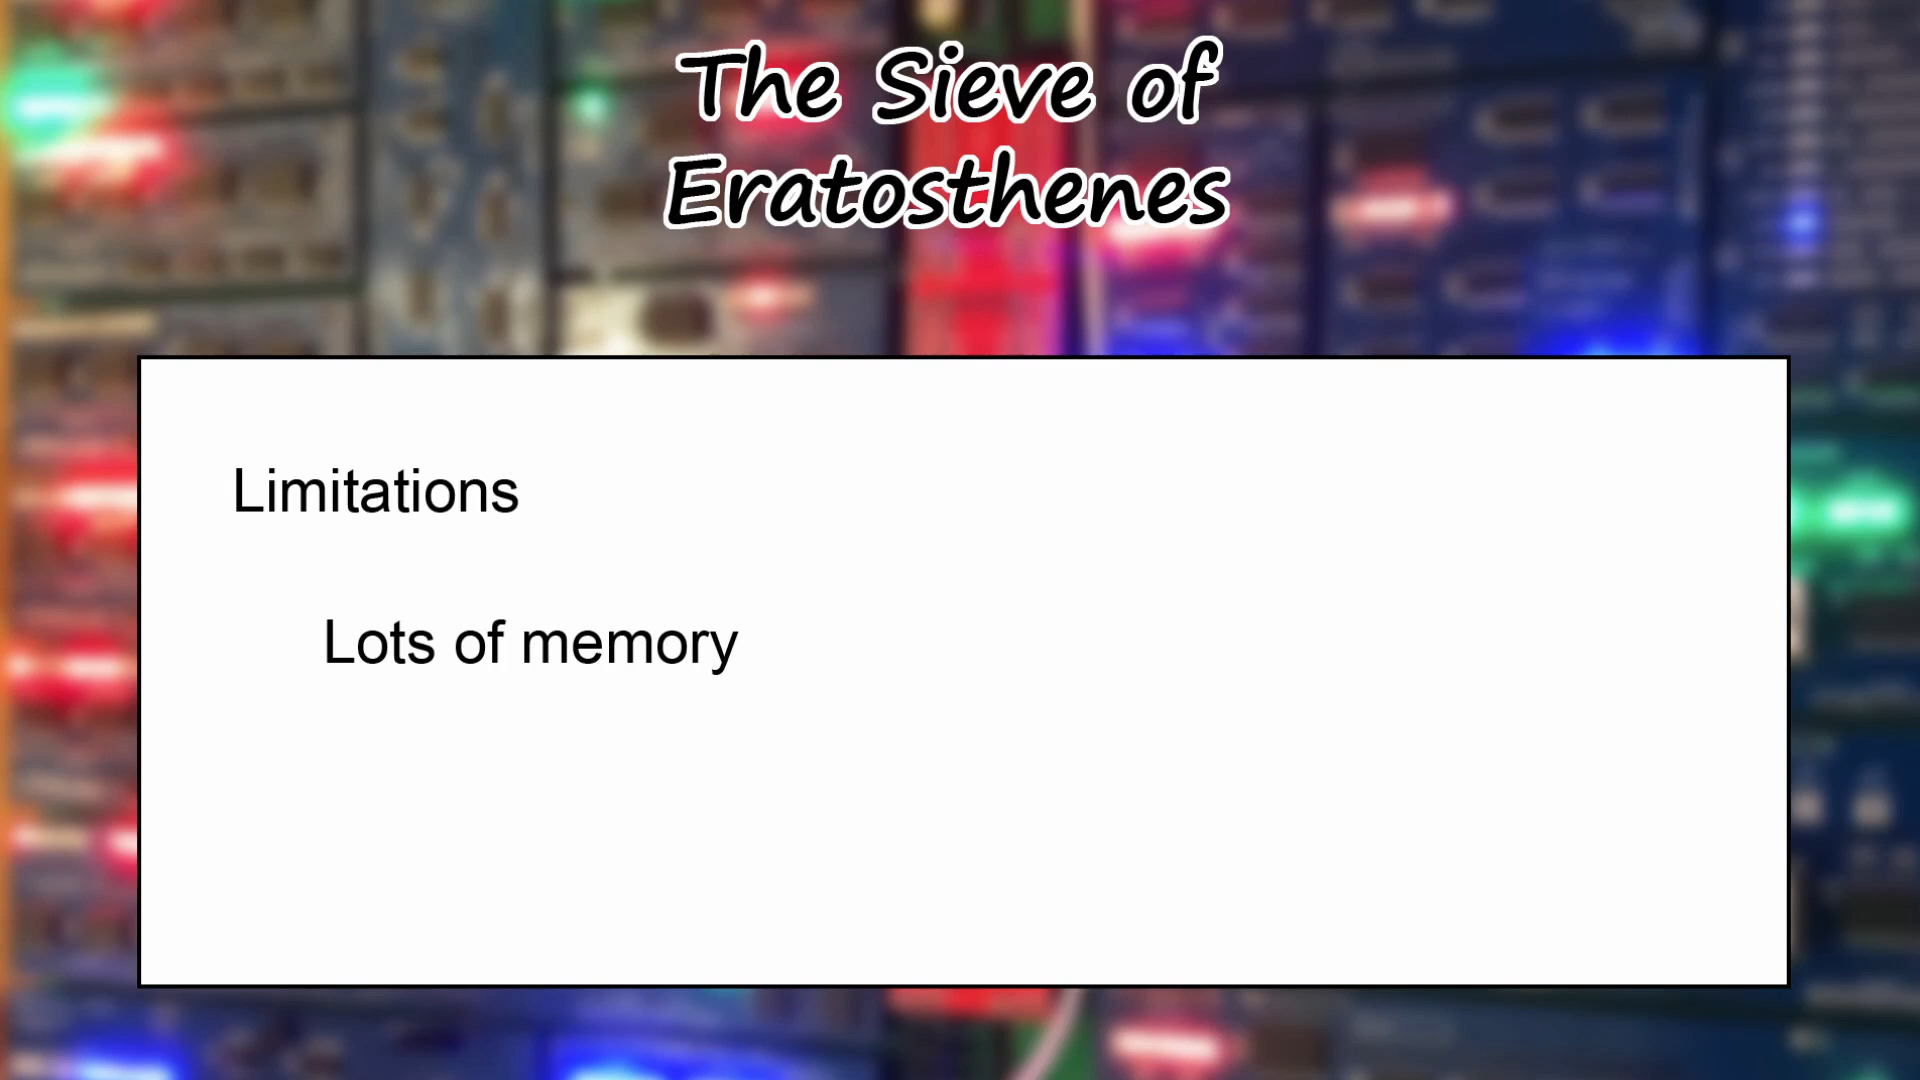 The Sieve of
Eratosthenes
Limitations
Lots of memory